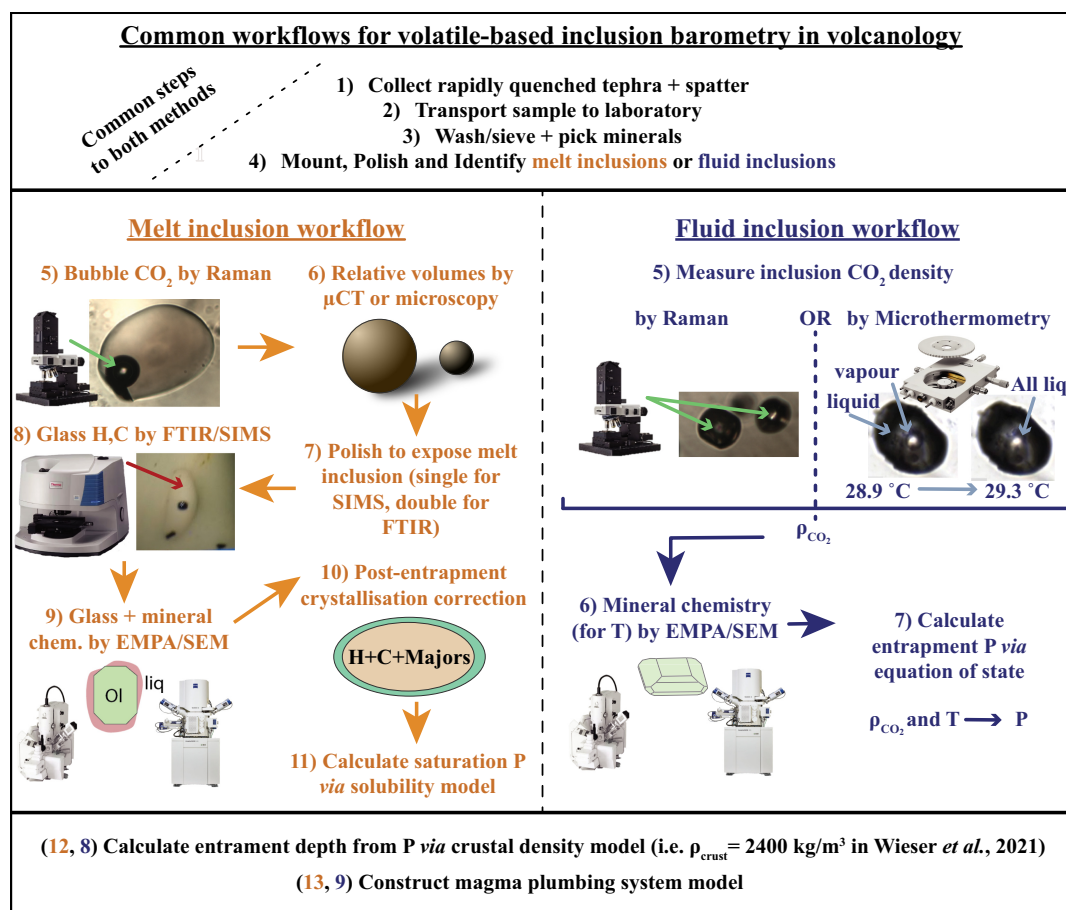 Common workflows for volatile-based inclusion barometry in volcanology
Common steps
to both methods
1) Collect rapidly quenched tephra + spatter
2) Transport sample to laboratory
3) Wash/sieve + pick minerals
4) Mount, Polish and Identify melt inclusions or fluid inclusions
Melt inclusion workflow
5) Bubble CO₂ by Raman
6) Relative volumes by
µCT or microscopy
7) Polish to expose melt
inclusion (single for
SIMS, double for
FTIR)
8) Glass H,C by FTIR/SIMS
9) Glass + mineral
chem. by EMPA/SEM
Ol
liq
10) Post-entrapment
crystallisation correction
H+C+Majors
11) Calculate saturation P
via solubility model
Fluid inclusion workflow
5) Measure inclusion CO₂ density
by Raman
OR
by Microthermometry
vapour
liquid
All liq
28.9 ˚C
29.3 ˚C
ρCO₂
6) Mineral chemistry
(for T) by EMPA/SEM
7) Calculate
entrapment P via
equation of state
ρCO₂ and T → P
(12, 8) Calculate entrament depth from P via crustal density model (i.e. ρcrust= 2400 kg/m³ in Wieser et al., 2021)
(13, 9) Construct magma plumbing system model